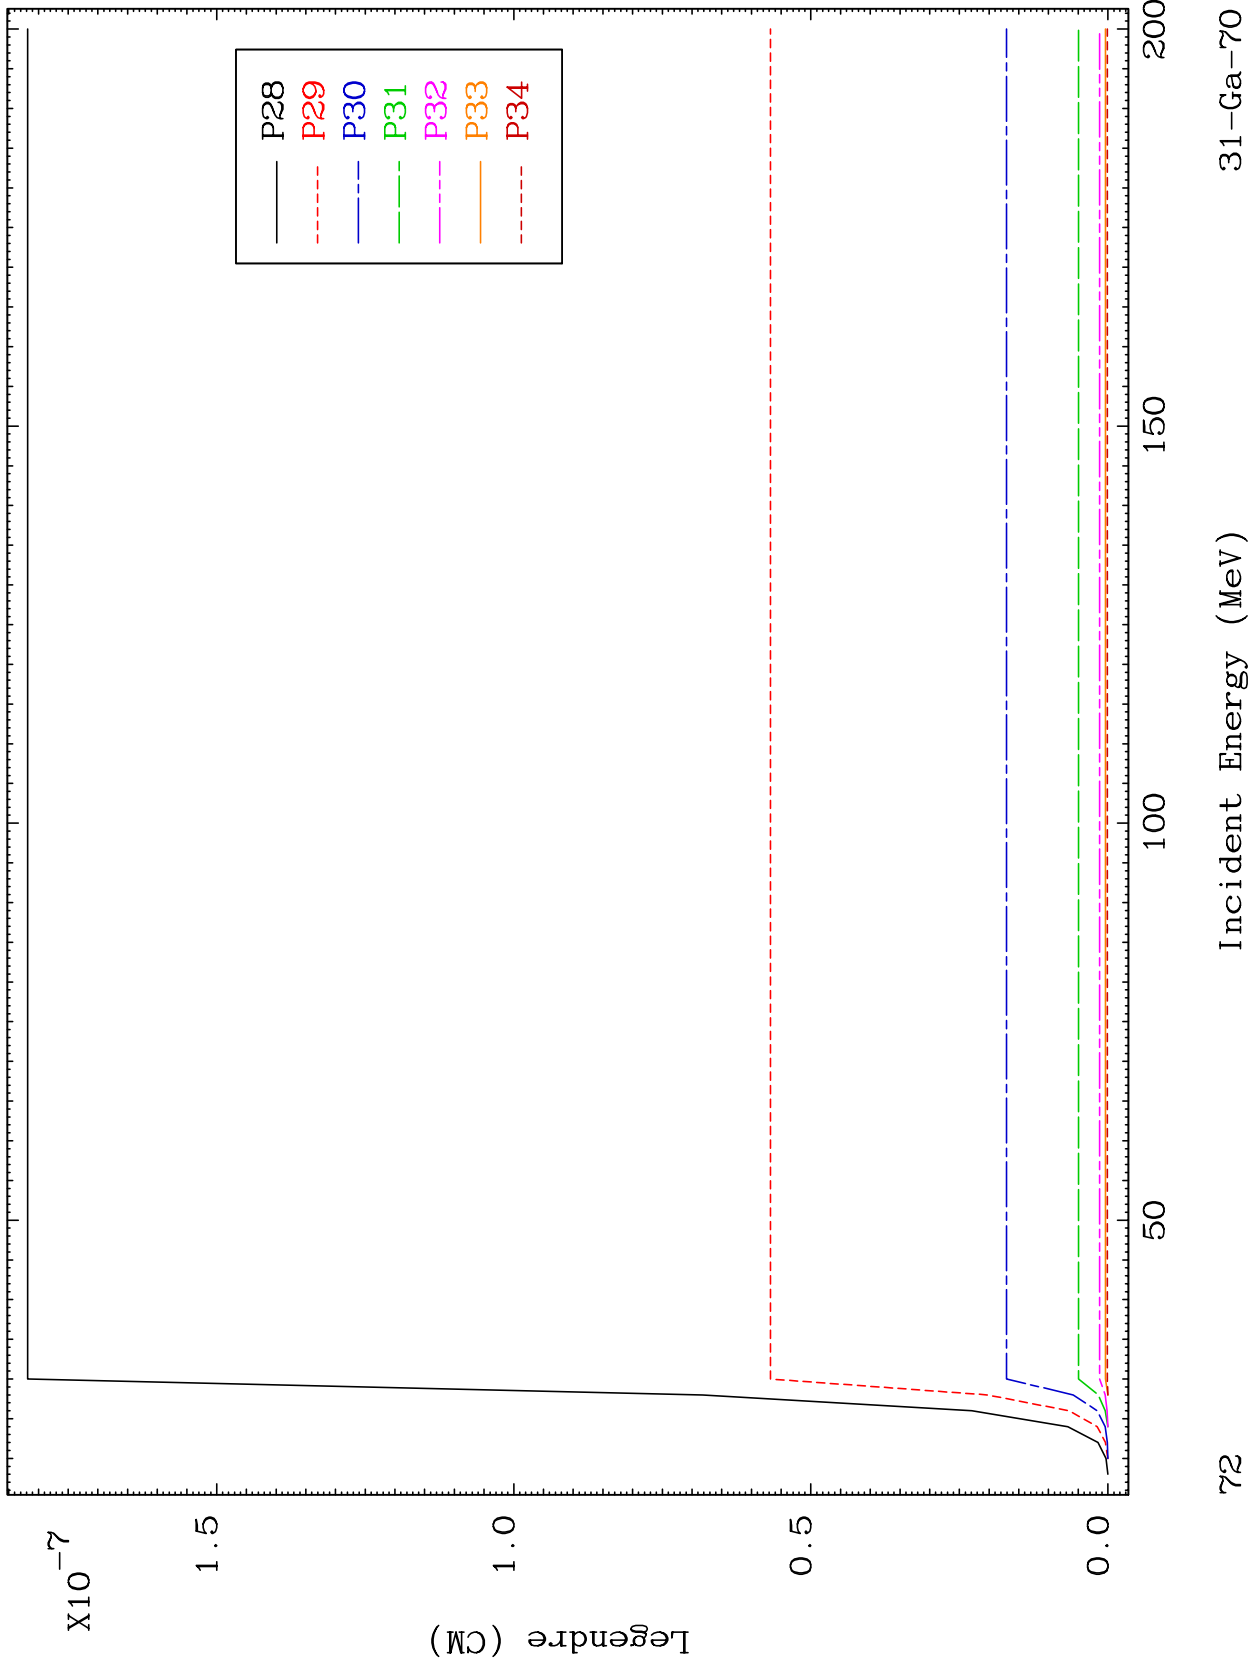 X10-7
1.5
1.0
0.5
0.0
Legendre (CM)
P28
P29
P30
P31
P32
P33
P34
50
100
150
200
72
Incident Energy (MeV)
31-Ga-70